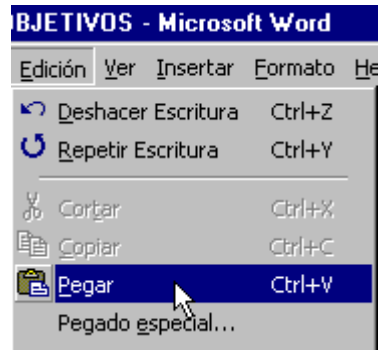 BJETIVOS - Microsoft Word
Edición Ver Insertar Formato He
Deshacer Escritura Ctrl+Z
Repetir Escritura Ctrl+Y
Cortar Ctrl+X
Copiar Ctrl+C
Pegar Ctrl+V
Pegado especial...